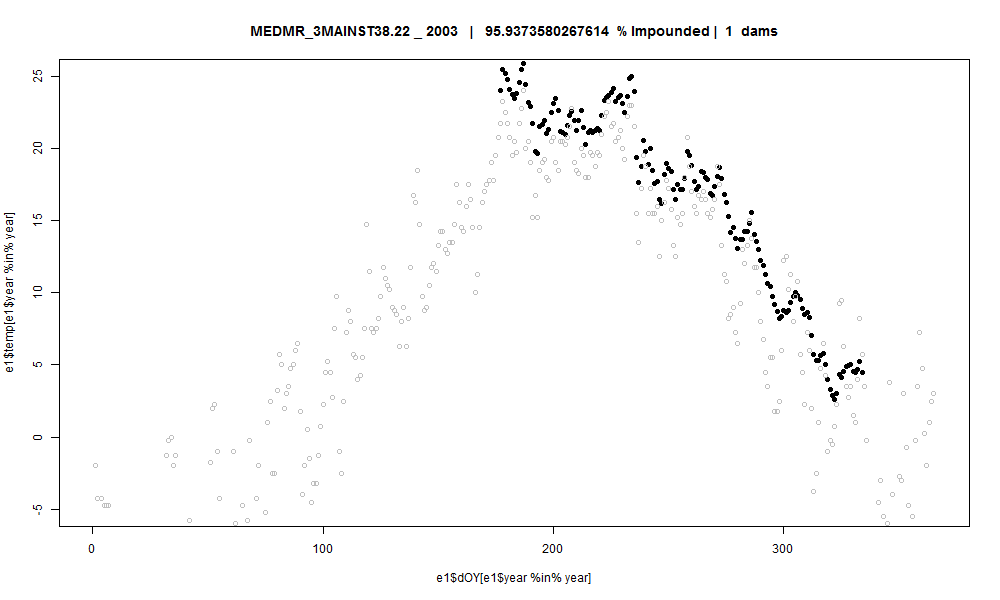 MEDMR_3MAINST38.22 _ 2003 | 95.9373580267614 % Impounded | 1 dams
25
20
15
10
5
0
-5
e1$temp[e1$year %in% year]
0 100 200 300
e1$dOY[e1$year %in% year]